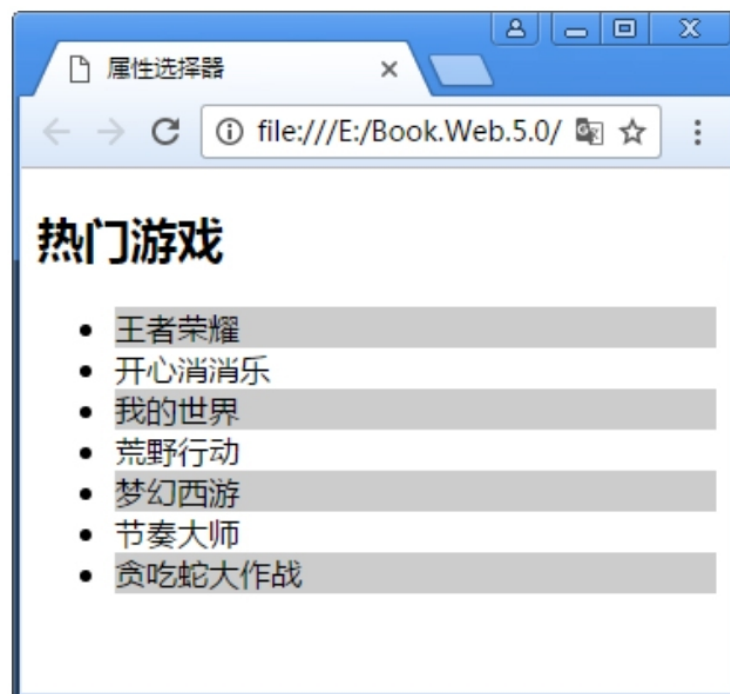 属性选择器
file:///E:/Book.Web.5.0/
热门游戏
王者荣耀
开心消消乐
我的世界
荒野行动
梦幻西游
节奏大师
贪吃蛇大作战